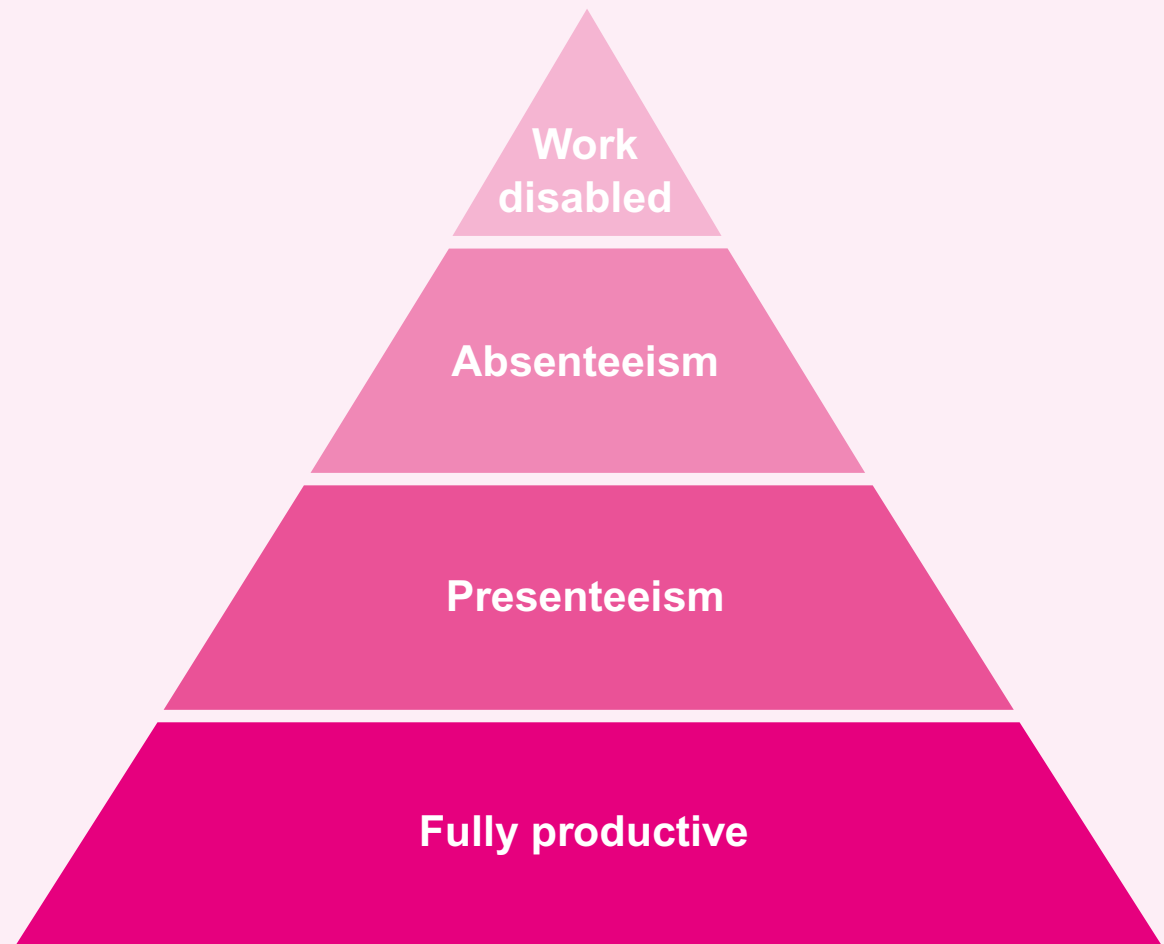 Work
disabled
Absenteeism
Presenteeism
Fully productive